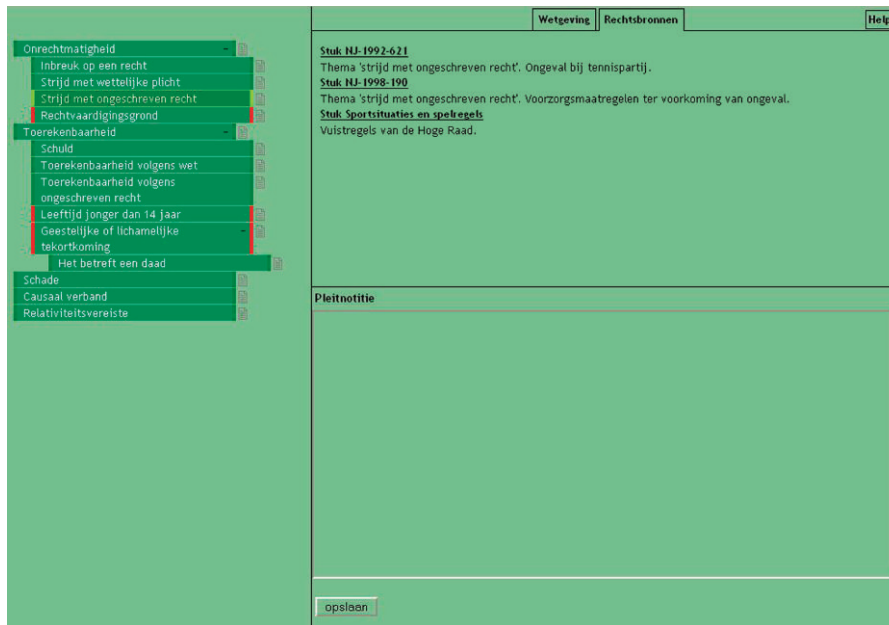 Wetgeving
Rechtsbronnen
Help
Onrechtmatigheid -
Inbreuk op een recht
Strijd met wettelijke plicht
Strijd met ongeschreven recht
Rechtvaardigingsgrond
Toerekenbaarheid -
Schuld
Toerekenbaarheid volgens wet
Toerekenbaarheid volgens
ongeschreven recht
Leeftijd jonger dan 14 jaar
Geestelijke of lichamelijke -
tekortkoming
Het betreft een daad
Schade
Causaal verband
Relativiteitsvereiste
Stuk NJ-1992-621
Thema 'strijd met ongeschreven recht'. Ongeval bij tennispartij.
Stuk NJ-1998-190
Thema 'strijd met ongeschreven recht'. Voorzorgsmaatregelen ter voorkoming van ongeval.
Stuk Sportsituaties en spelregels
Vuistregels van de Hoge Raad.
Pleitnotitie
opslaan